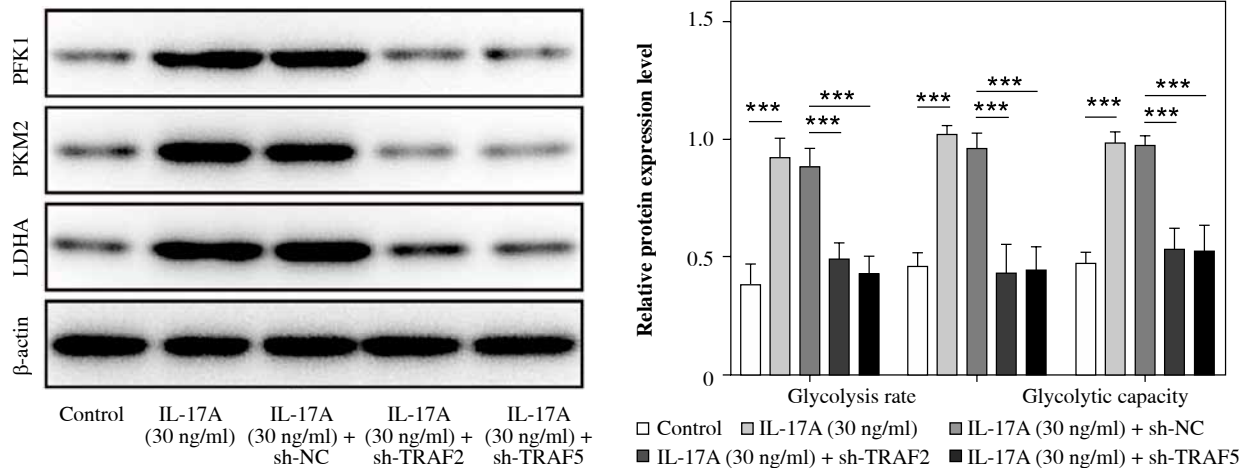 PFK1
PKM2
LDHA
β-actin
Control
IL-17A
(30 ng/ml)
IL-17A
(30 ng/ml) +
sh-NC
IL-17A
(30 ng/ml) +
sh-TRAF2
IL-17A
(30 ng/ml) +
sh-TRAF5
Relative protein expression level
1.5
1.0
0.5
0
***
***
***
***
***
***
***
***
***
Glycolysis rate
Glycolytic capacity
Control
IL-17A (30 ng/ml)
IL-17A (30 ng/ml) + sh-NC
IL-17A (30 ng/ml) + sh-TRAF2
IL-17A (30 ng/ml) + sh-TRAF5